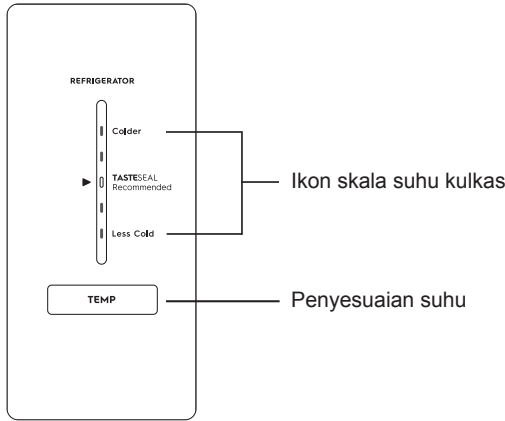 REFRIGERATOR
Colder
TASTESEAL
Recommended
Less Cold
TEMP
Ikon skala suhu kulkas
Penyesuaian suhu